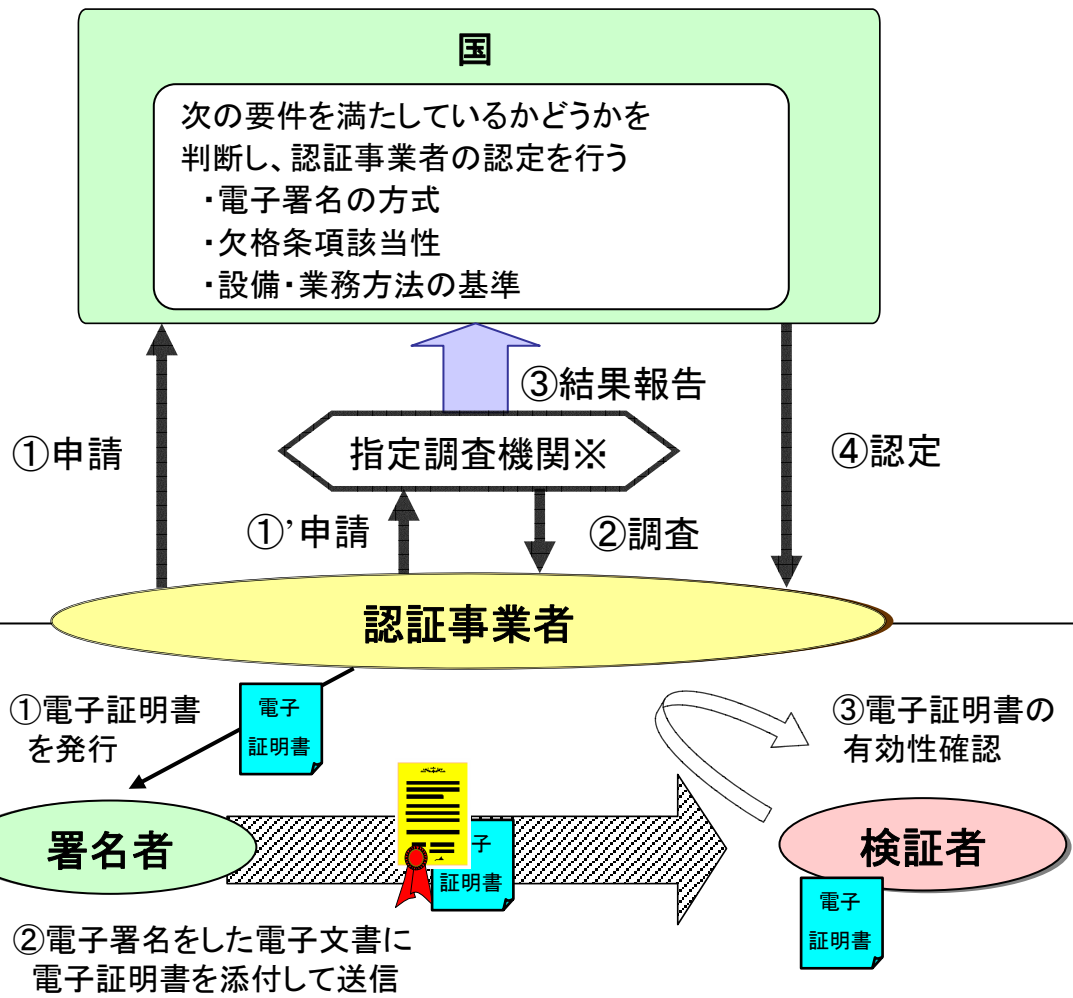 国
次の要件を満たしているかどうかを
判断し、認証事業者の認定を行う
・電子署名の方式
・欠格条項該当性
・設備・業務方法の基準
③結果報告
①申請
指定調査機関※
④認定
①’申請
②調査
認証事業者
①電子証明書
を発行
電子
証明書
③電子証明書の
有効性確認
署名者
子
証明書
検証者
電子
証明書
②電子署名をした電子文書に
電子証明書を添付して送信